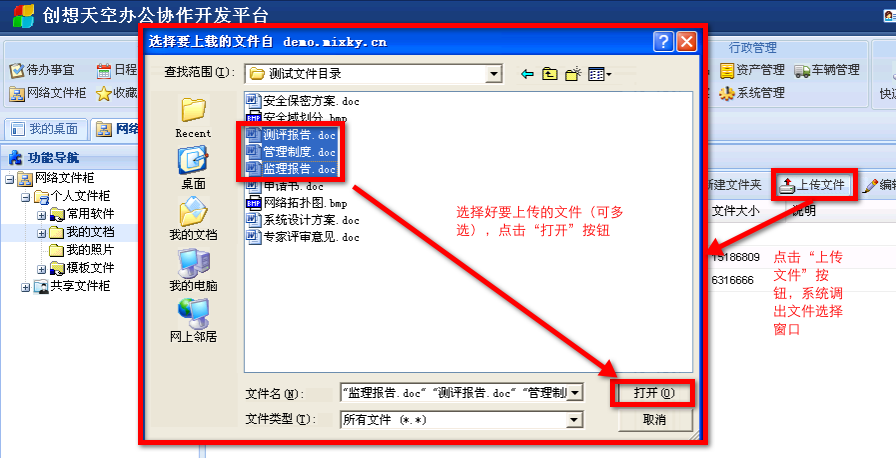 创想天空办公协作开发平台
待办事宜
日程
行政管理
资产管理
车辆管理
网络文件柜
收藏
系统管理
快
我的桌面
网络
功能导航
网络文件柜
个人文件柜
常用软件
我的文档
我的照片
模板文件
共享文件柜
选择要上载的文件自 demo.mixky.cn
查找范围(I):
测试文件目录
Recent
桌面
我的文档
我的电脑
网上邻居
安全保密方案.doc
安全域划分.bmp
测评报告.doc
管理制度.doc
监理报告.doc
申请书.doc
网络拓扑图.bmp
系统设计方案.doc
专家评审意见.doc
选择好要上传的文件（可多
选），点击“打开”按钮
文件名(N):
"监理报告.doc" "测评报告.doc" "管理制
打开(O)
文件类型(T):
所有文件 (*.*)
取消
新建文件夹
上传文件
编辑
文件大小
说明
15186809
6316666
点击“上传
文件”按
钮，系统调
出文件选择
窗口